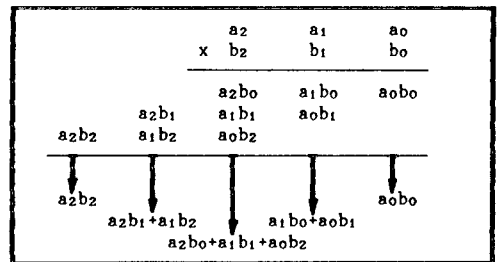 a2 a1 a0
x b2 b1 b0
a2b0 a1b0 a0b0
a2b1 a1b1 a0b1
a2b2 a1b2 a0b2
a2b2 a0b0
a2b1+a1b2 a1b0+a0b1
a2b0+a1b1+a0b2